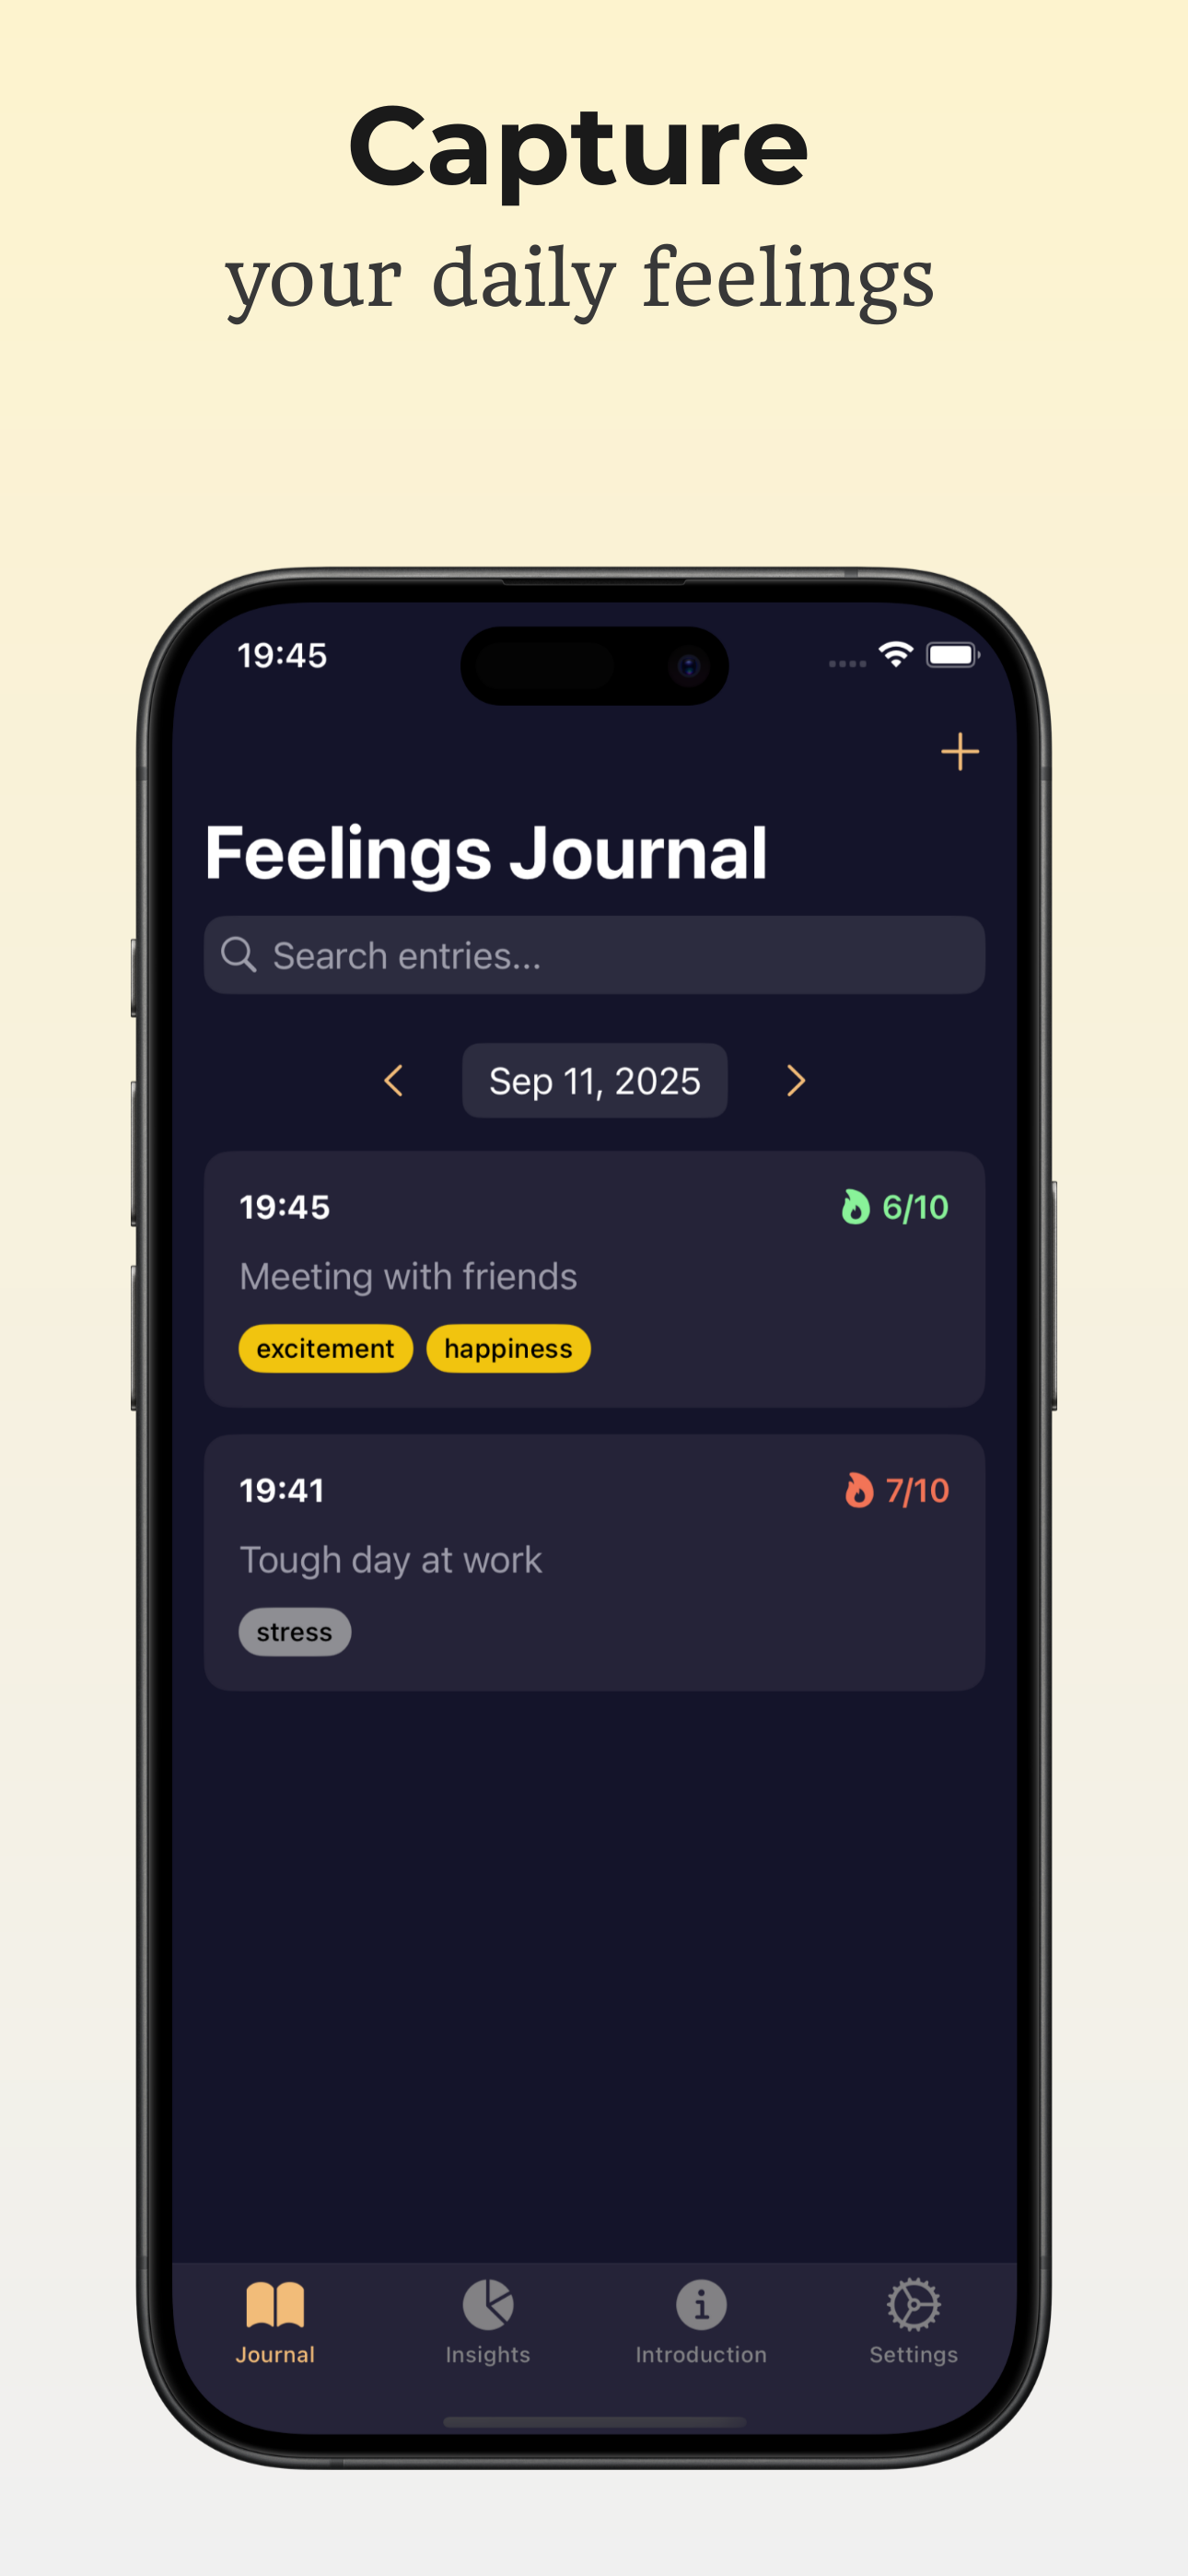 Capture
your daily feelings
19:45
Feelings Journal
Search entries...
Sep 11, 2025
19:45 6/10
Meeting with friends
excitement happiness
19:41 7/10
Tough day at work
stress
Journal Insights Introduction Settings